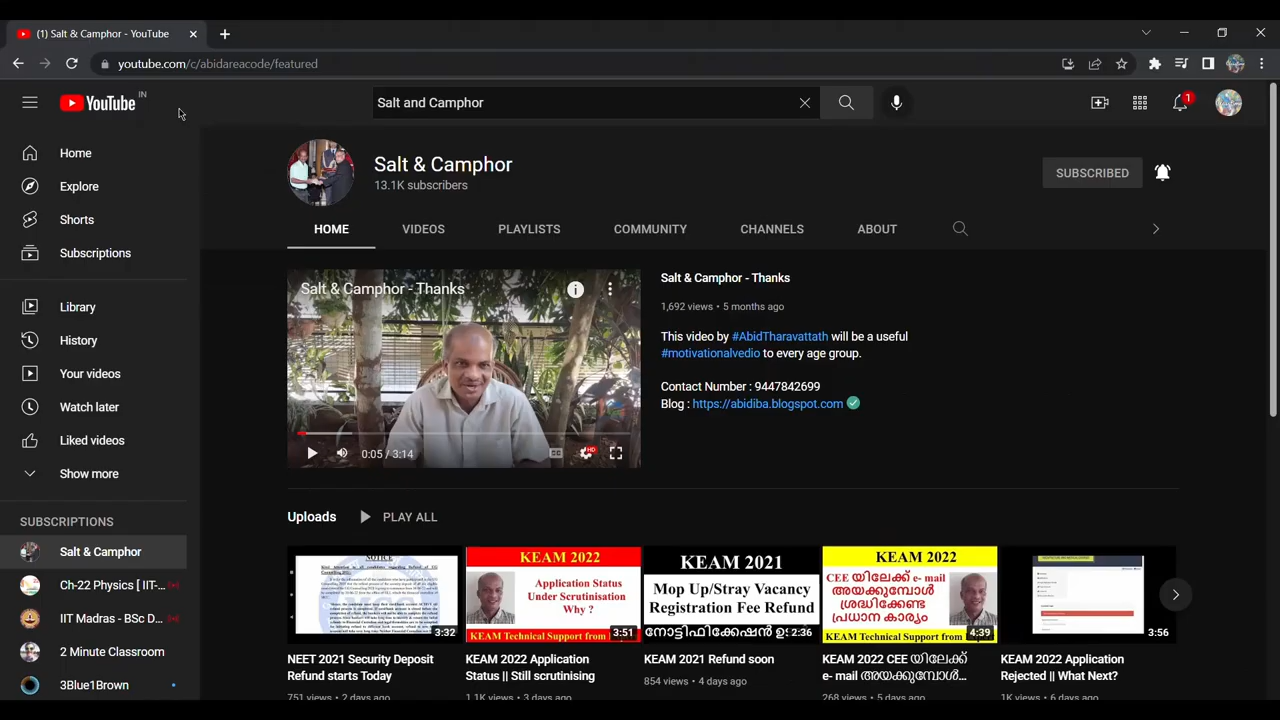 (1) Salt & Camphor - YouTube
youtube.com/c/abidareacode/featured
YouTube IN
Salt and Camphor
1
Home
Explore
Shorts
Subscriptions
Library
History
Your videos
Watch later
Liked videos
Show more
SUBSCRIPTIONS
Salt & Camphor
Ch-22 Physics | IIT-...
IIT Madras - BSc D...
2 Minute Classroom
3Blue1Brown
Salt & Camphor
13.1K subscribers
SUBSCRIBED
HOME VIDEOS PLAYLISTS COMMUNITY CHANNELS ABOUT
Salt & Camphor - Thanks
CC HD
0:05 / 3:14
Salt & Camphor - Thanks
1,692 views • 5 months ago
This video by #AbidTharavattath will be a useful
#motivationalvedio to every age group.
Contact Number : 9447842699
Blog : https://abidiba.blogspot.com
Uploads PLAY ALL
NOTICE
3:32
NEET 2021 Security Deposit
Refund starts Today
751 views • 2 days ago
KEAM 2022
Application Status
Under Scrutinisation
Why ?
3:51
KEAM Technical Support from
KEAM 2022 Application
Status || Still scrutinising
1.1K views • 3 days ago
KEAM 2021
Mop Up/Stray Vacancy
Registration Fee Refund
നോട്ടിഫിക്കേഷൻ
2:36
KEAM 2021 Refund soon
854 views • 4 days ago
KEAM 2022
CEE യിലേക്ക് e- mail
അയക്കുമ്പോൾ
ശ്രദ്ധിക്കേണ്ട
പ്രധാന കാര്യം
4:39
KEAM Technical Support from
KEAM 2022 CEE യിലേക്ക്
e- mail അയക്കുമ്പോൾ...
268 views • 5 days ago
3:56
KEAM 2022 Application
Rejected || What Next?
1K views • 6 days ago